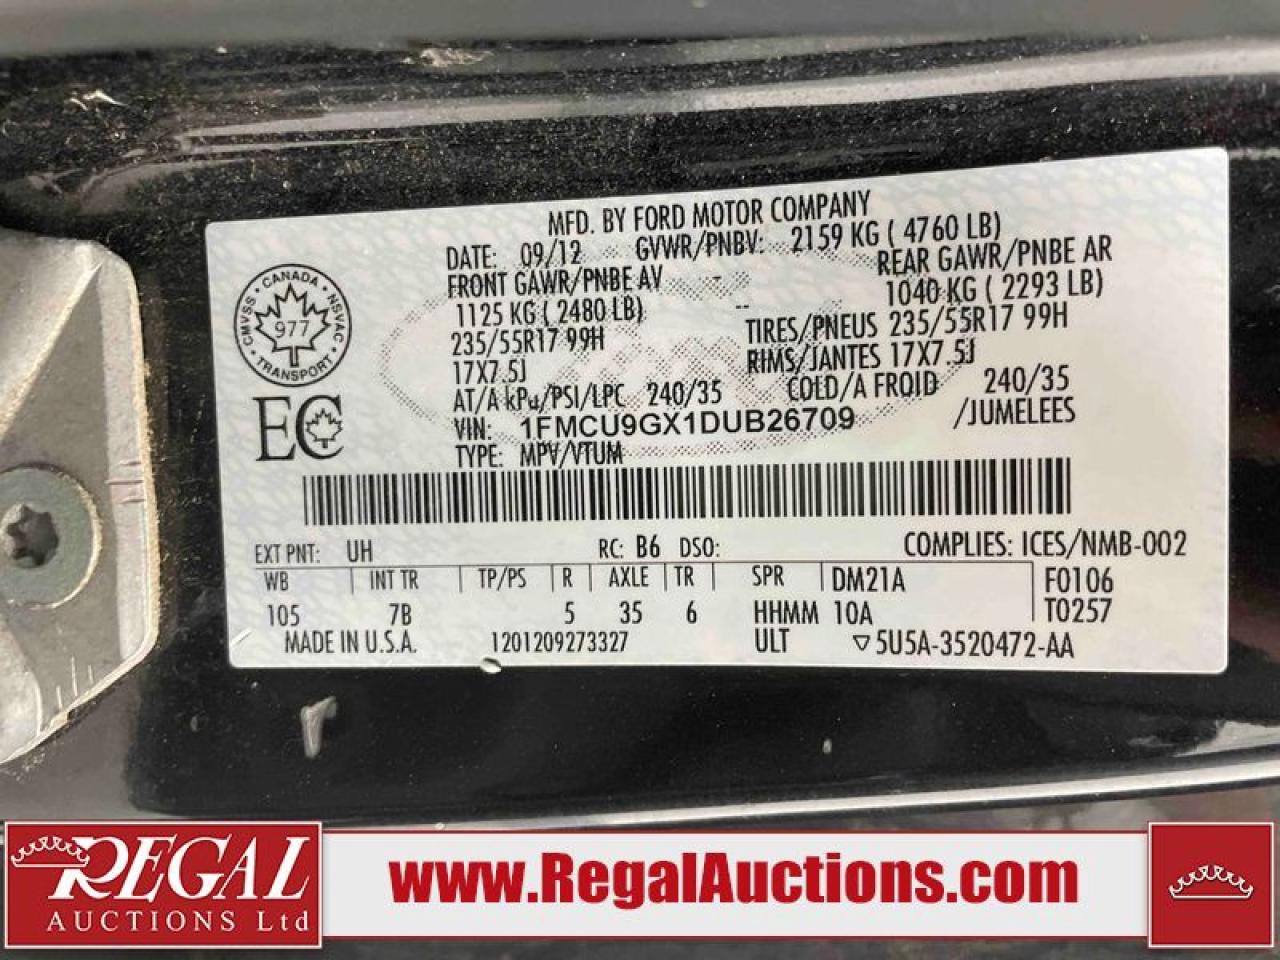 MFD. BY FORD MOTOR COMPANY
DATE: 09/12 GVWR/PNBV: 2159 KG ( 4760 LB)
FRONT GAWR/PNBE AV REAR GAWR/PNBE AR
1125 KG ( 2480 LB) -- 1040 KG ( 2293 LB)
235/55R17 99H TIRES/PNEUS 235/55R17 99H
17X7.5J RIMS/JANTES 17X7.5J
AT/A kPa/PSI/LPC 240/35 COLD/A FROID 240/35
VIN: 1FMCU9GX1DUB26709 /JUMELEES
TYPE: MPV/VTUM
CANADA
CMVSS NSVAC
977
TRANSPORT
EC
EXT PNT: UH RC: B6 DSO: COMPLIES: ICES/NMB-002
WB INT TR TP/PS R AXLE TR SPR DM21A F0106
105 7B 5 35 6 HHMM 10A T0257
MADE IN U.S.A. 1201209273327 ULT ▽5U5A-3520472-AA
REGAL
AUCTIONS Ltd
www.RegalAuctions.com